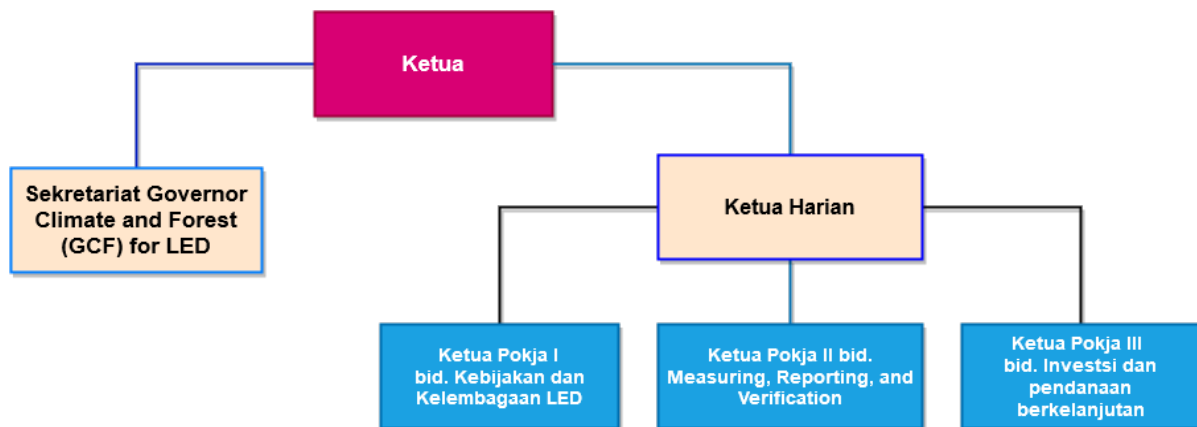 Ketua
Sekretariat Governor
Climate and Forest
(GCF) for LED
Ketua Harian
Ketua Pokja I
bid. Kebijakan dan
Kelembagaan LED
Ketua Pokja II bid.
Measuring, Reporting, and
Verification
Ketua Pokja III
bid. Investsi dan
pendanaan
berkelanjutan